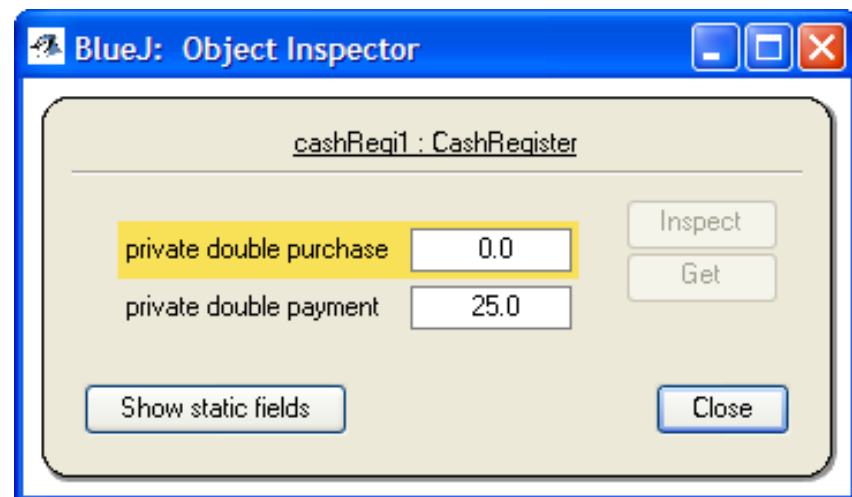 BlueJ: Object Inspector
cashRegi1 : CashRegister
private double purchase 0.0
Inspect
Get
private double payment 25.0
Show static fields
Close